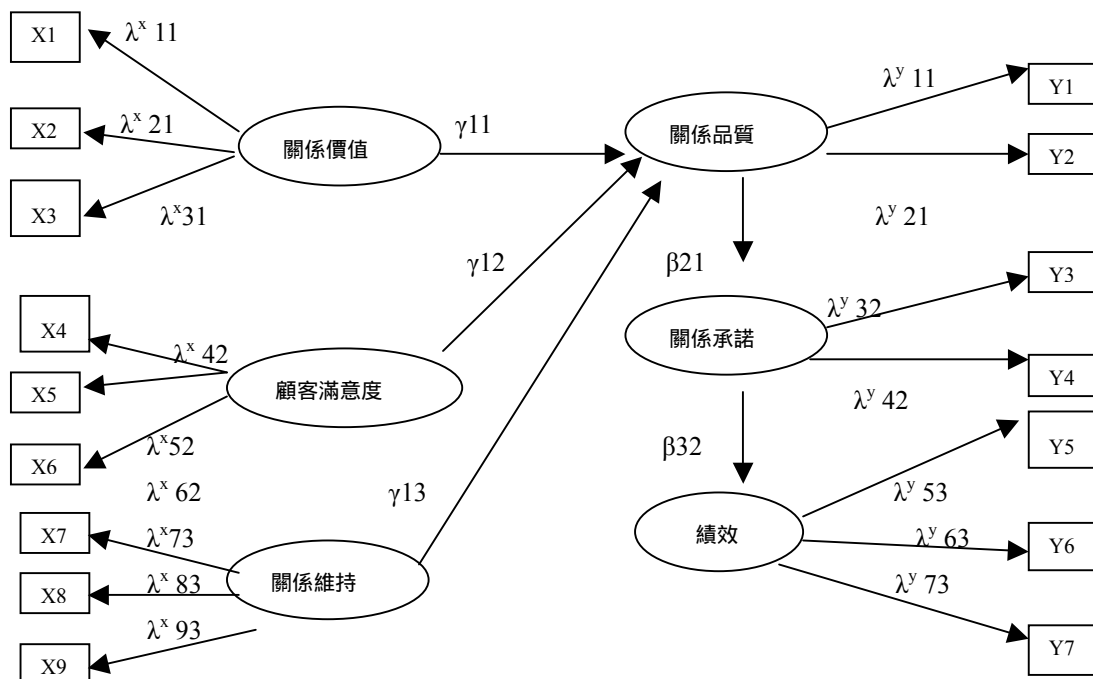 X1
λx 11
λy 11
Y1
X2
λx 21
關係價值
γ11
關係品質
Y2
X3
λx31
λy 21
γ12
β21
Y3
X4
λx 42
λy 32
關係承諾
X5
顧客滿意度
Y4
λy 42
X6
λx52
β32
Y5
λx 62
γ13
λy 53
X7
λx73
績效
λy 63
Y6
X8
λx 83
關係維持
λy 73
λx 93
X9
Y7